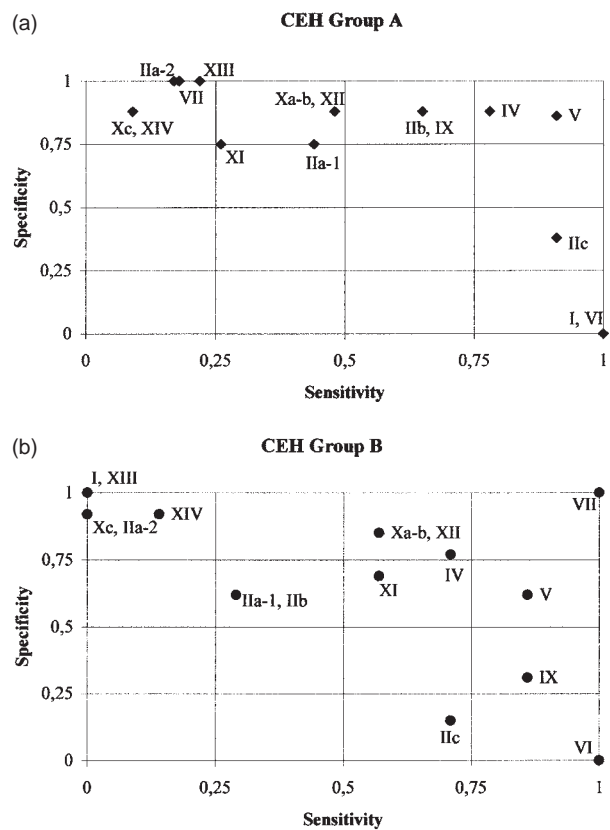 (a)
CEH Group A
IIa-2 XIII
1
VII
Xa-b, XII
IV V
Xc, XIV
IIb, IX
0,75
XI IIa-1
Specificity
0,5
IIc
0,25
I, VI
0
0 0,25 0,5 0,75 1
Sensitivity
(b)
CEH Group B
I, XIII
1
VII
Xc, IIa-2 XIV
Xa-b, XII
0,75
IV
XI
IIa-1, IIb
V
Specificity
0,5
IX
0,25
IIc
VI
0
0 0,25 0,5 0,75 1
Sensitivity